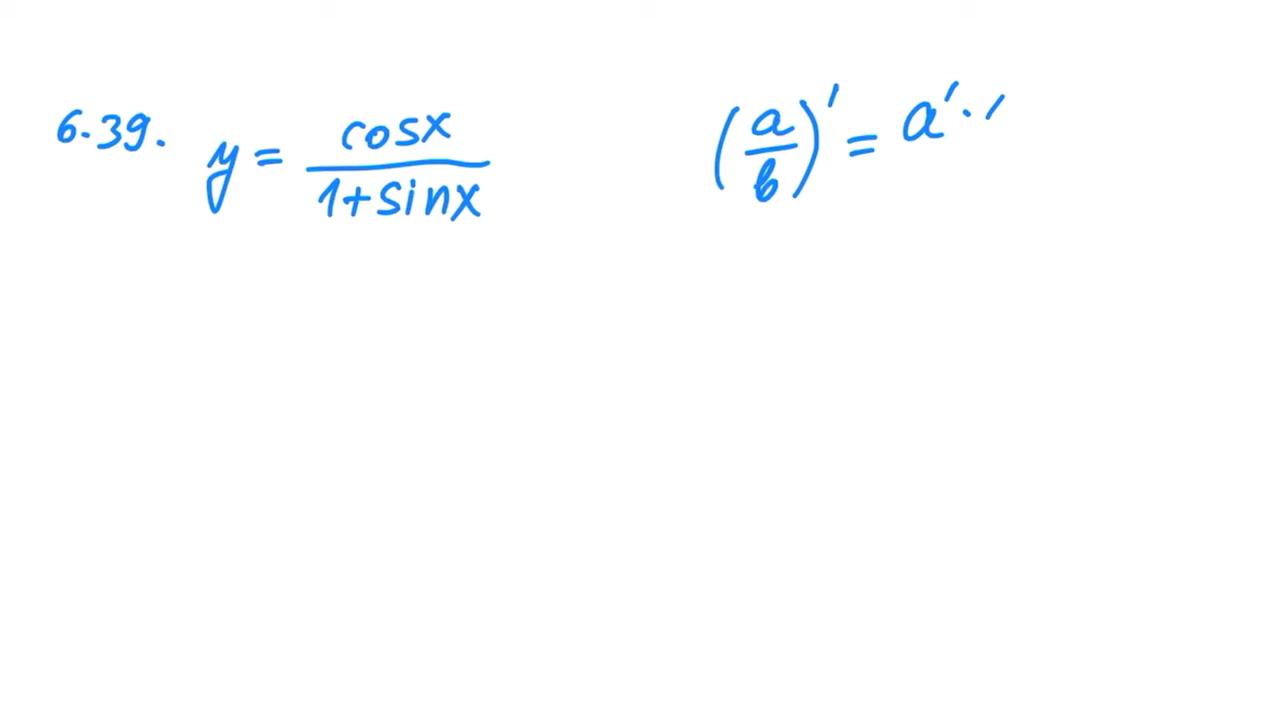 6.39. y = cosx / 1+sinx (a/b)' = a'·